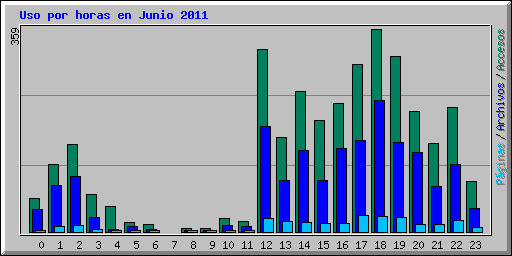 Uso por horas en Junio 2011
359
Páginas / Archivos / Accesos
0 1 2 3 4 5 6 7 8 9 10 11 12 13 14 15 16 17 18 19 20 21 22 23